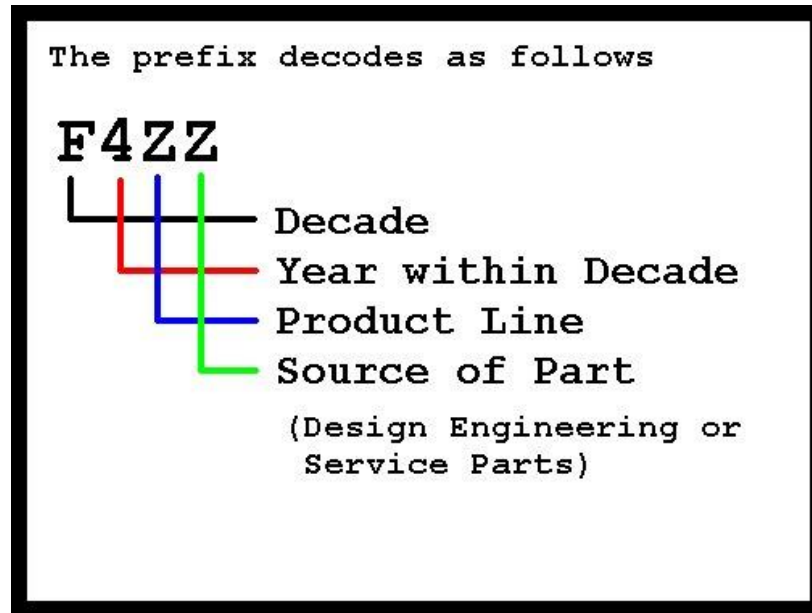 The prefix decodes as follows
F4ZZ
Decade
Year within Decade
Product Line
Source of Part
(Design Engineering or
Service Parts)